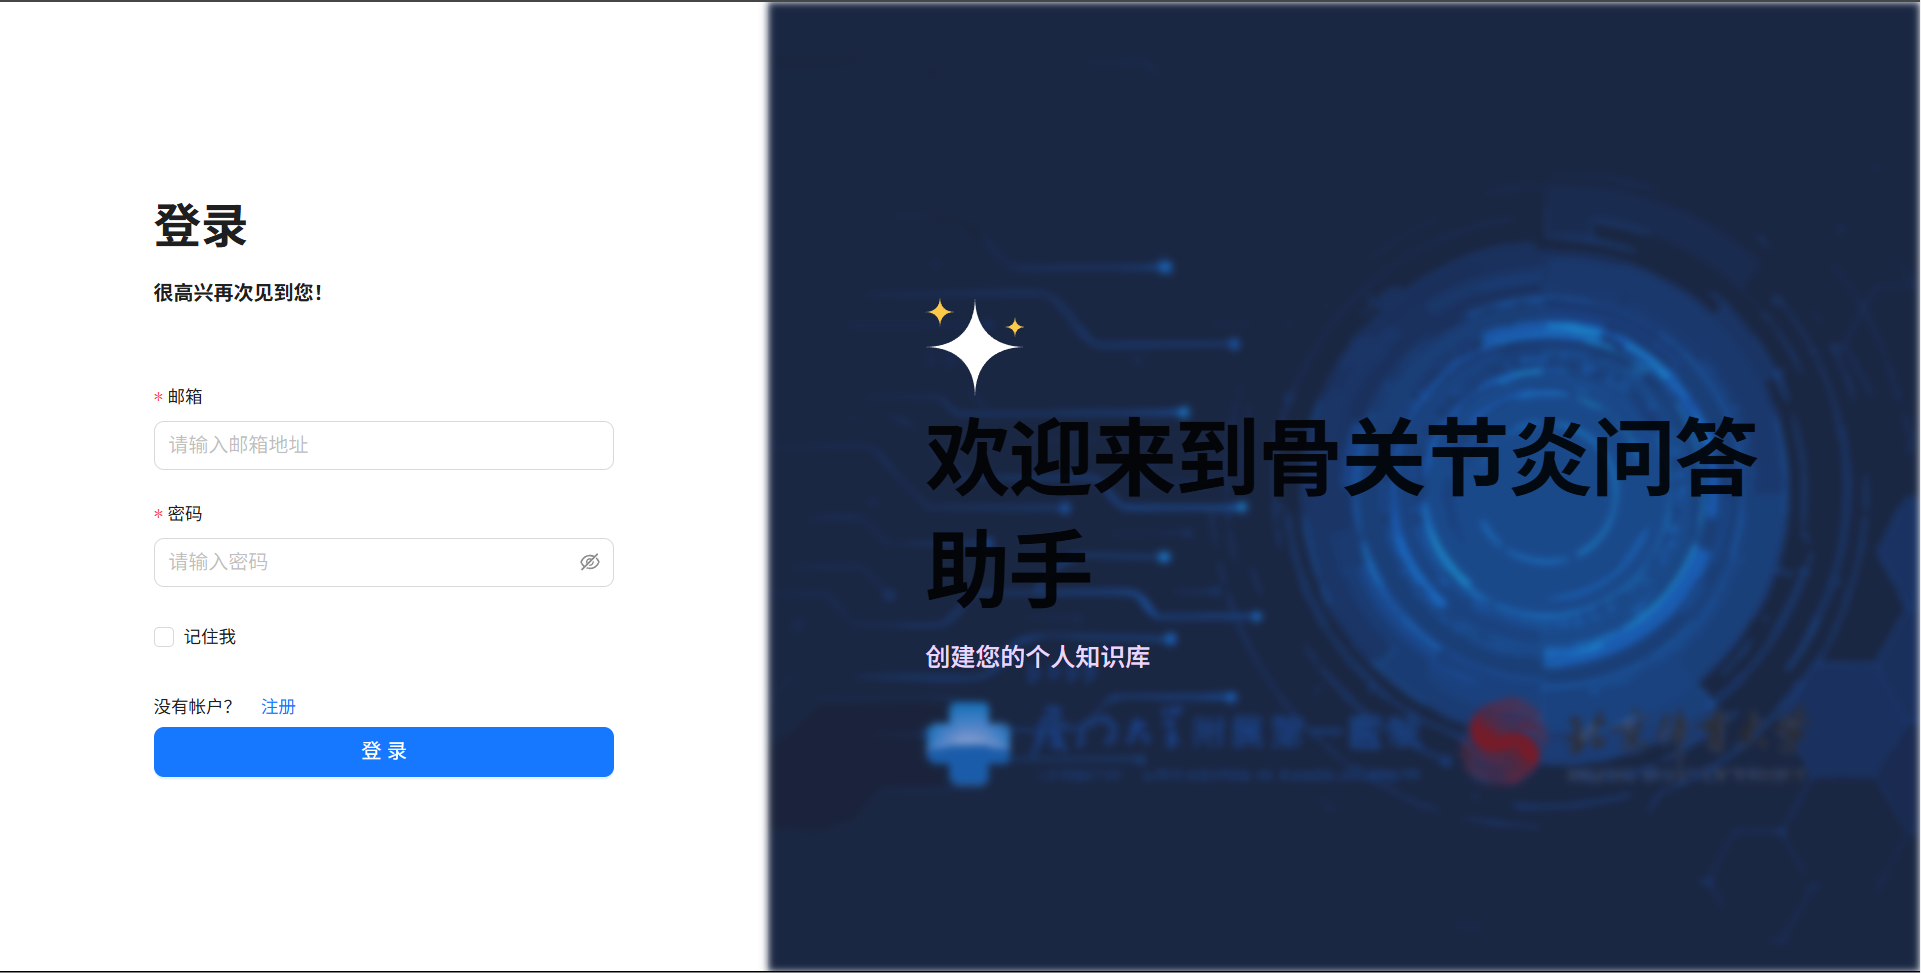 登录
很高兴再次见到您！
* 邮箱
请输入邮箱地址
* 密码
请输入密码
记住我
没有帐户？ 注册
登 录
欢迎来到骨关节炎问答
助手
创建您的个人知识库